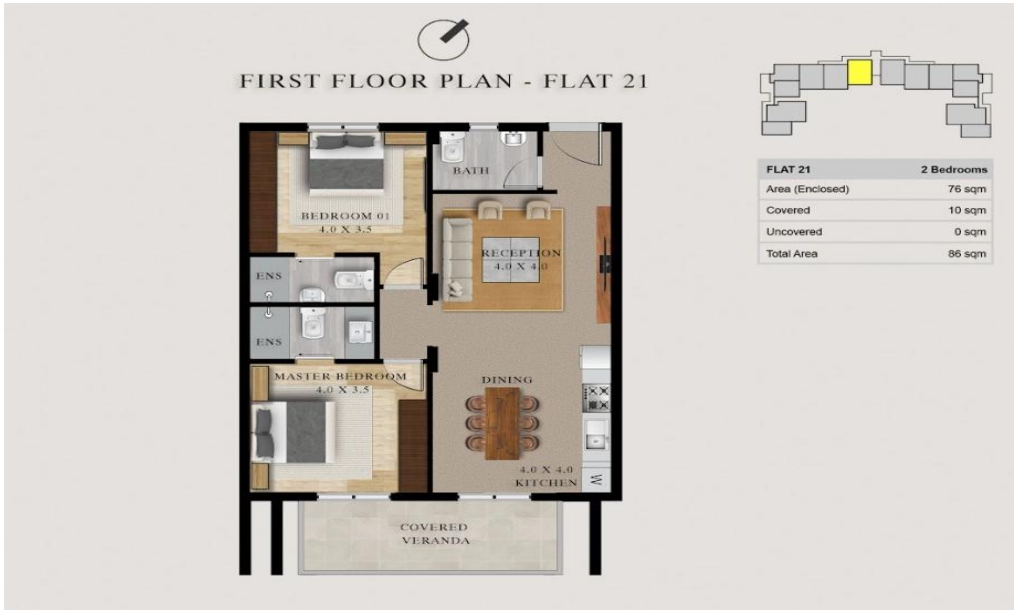 FIRST FLOOR PLAN - FLAT 21
FLAT 21 2 Bedrooms
Area (Enclosed) 76 sqm
Covered 10 sqm
Uncovered 0 sqm
Total Area 86 sqm
BATH
BEDROOM 01
4.0 X 3.5
RECEPTION
4.0 X 4.0
ENS
ENS
MASTER BEDROOM
4.0 X 3.5
DINING
4.0 X 4.0
KITCHEN
W
COVERED
VERANDA